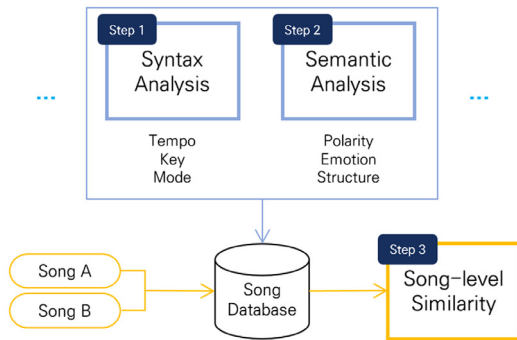 Step 1
Syntax
Analysis
Tempo
Key
Mode
Step 2
Semantic
Analysis
Polarity
Emotion
Structure
...
...
Song A
Song B
Song
Database
Step 3
Song-level
Similarity